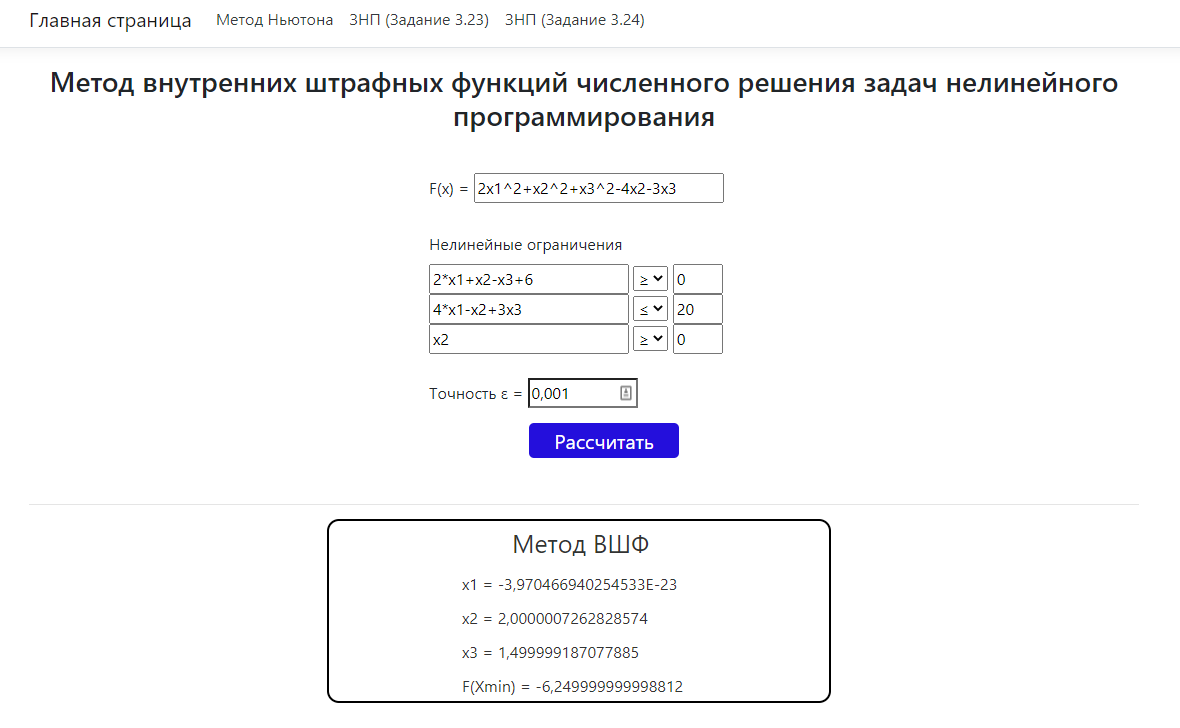 Главная страница Метод Ньютона ЗНП (Задание 3.23) ЗНП (Задание 3.24)
Метод внутренних штрафных функций численного решения задач нелинейного
программирования
F(x) = 2x1^2+x2^2+x3^2-4x2-3x3
Нелинейные ограничения
2*x1+x2-x3+6 ≥ 0
4*x1-x2+3x3 ≤ 20
x2 ≥ 0
Точность ε = 0,001
Рассчитать
Метод ВШФ
x1 = -3,970466940254533E-23
x2 = 2,0000007262828574
x3 = 1,499999187077885
F(Xmin) = -6,249999999998812